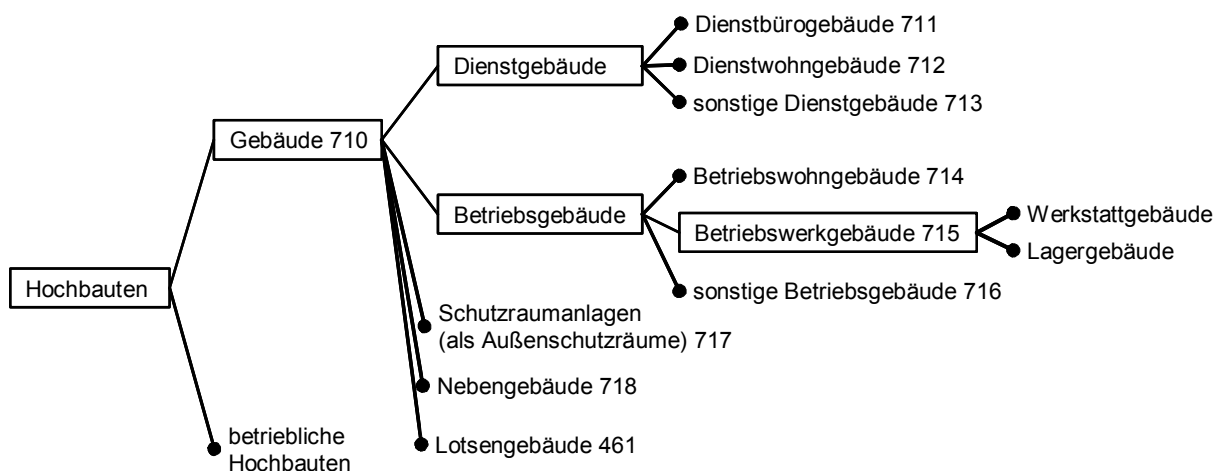 Dienstbürogebäude 711
Dienstgebäude
Dienstwohngebäude 712
sonstige Dienstgebäude 713
Gebäude 710
Betriebswohngebäude 714
Betriebsgebäude
Werkstattgebäude
Betriebswerkgebäude 715
Lagergebäude
Hochbauten
sonstige Betriebsgebäude 716
Schutzraumanlagen
(als Außenschutzräume) 717
Nebengebäude 718
betriebliche
Hochbauten
Lotsengebäude 461